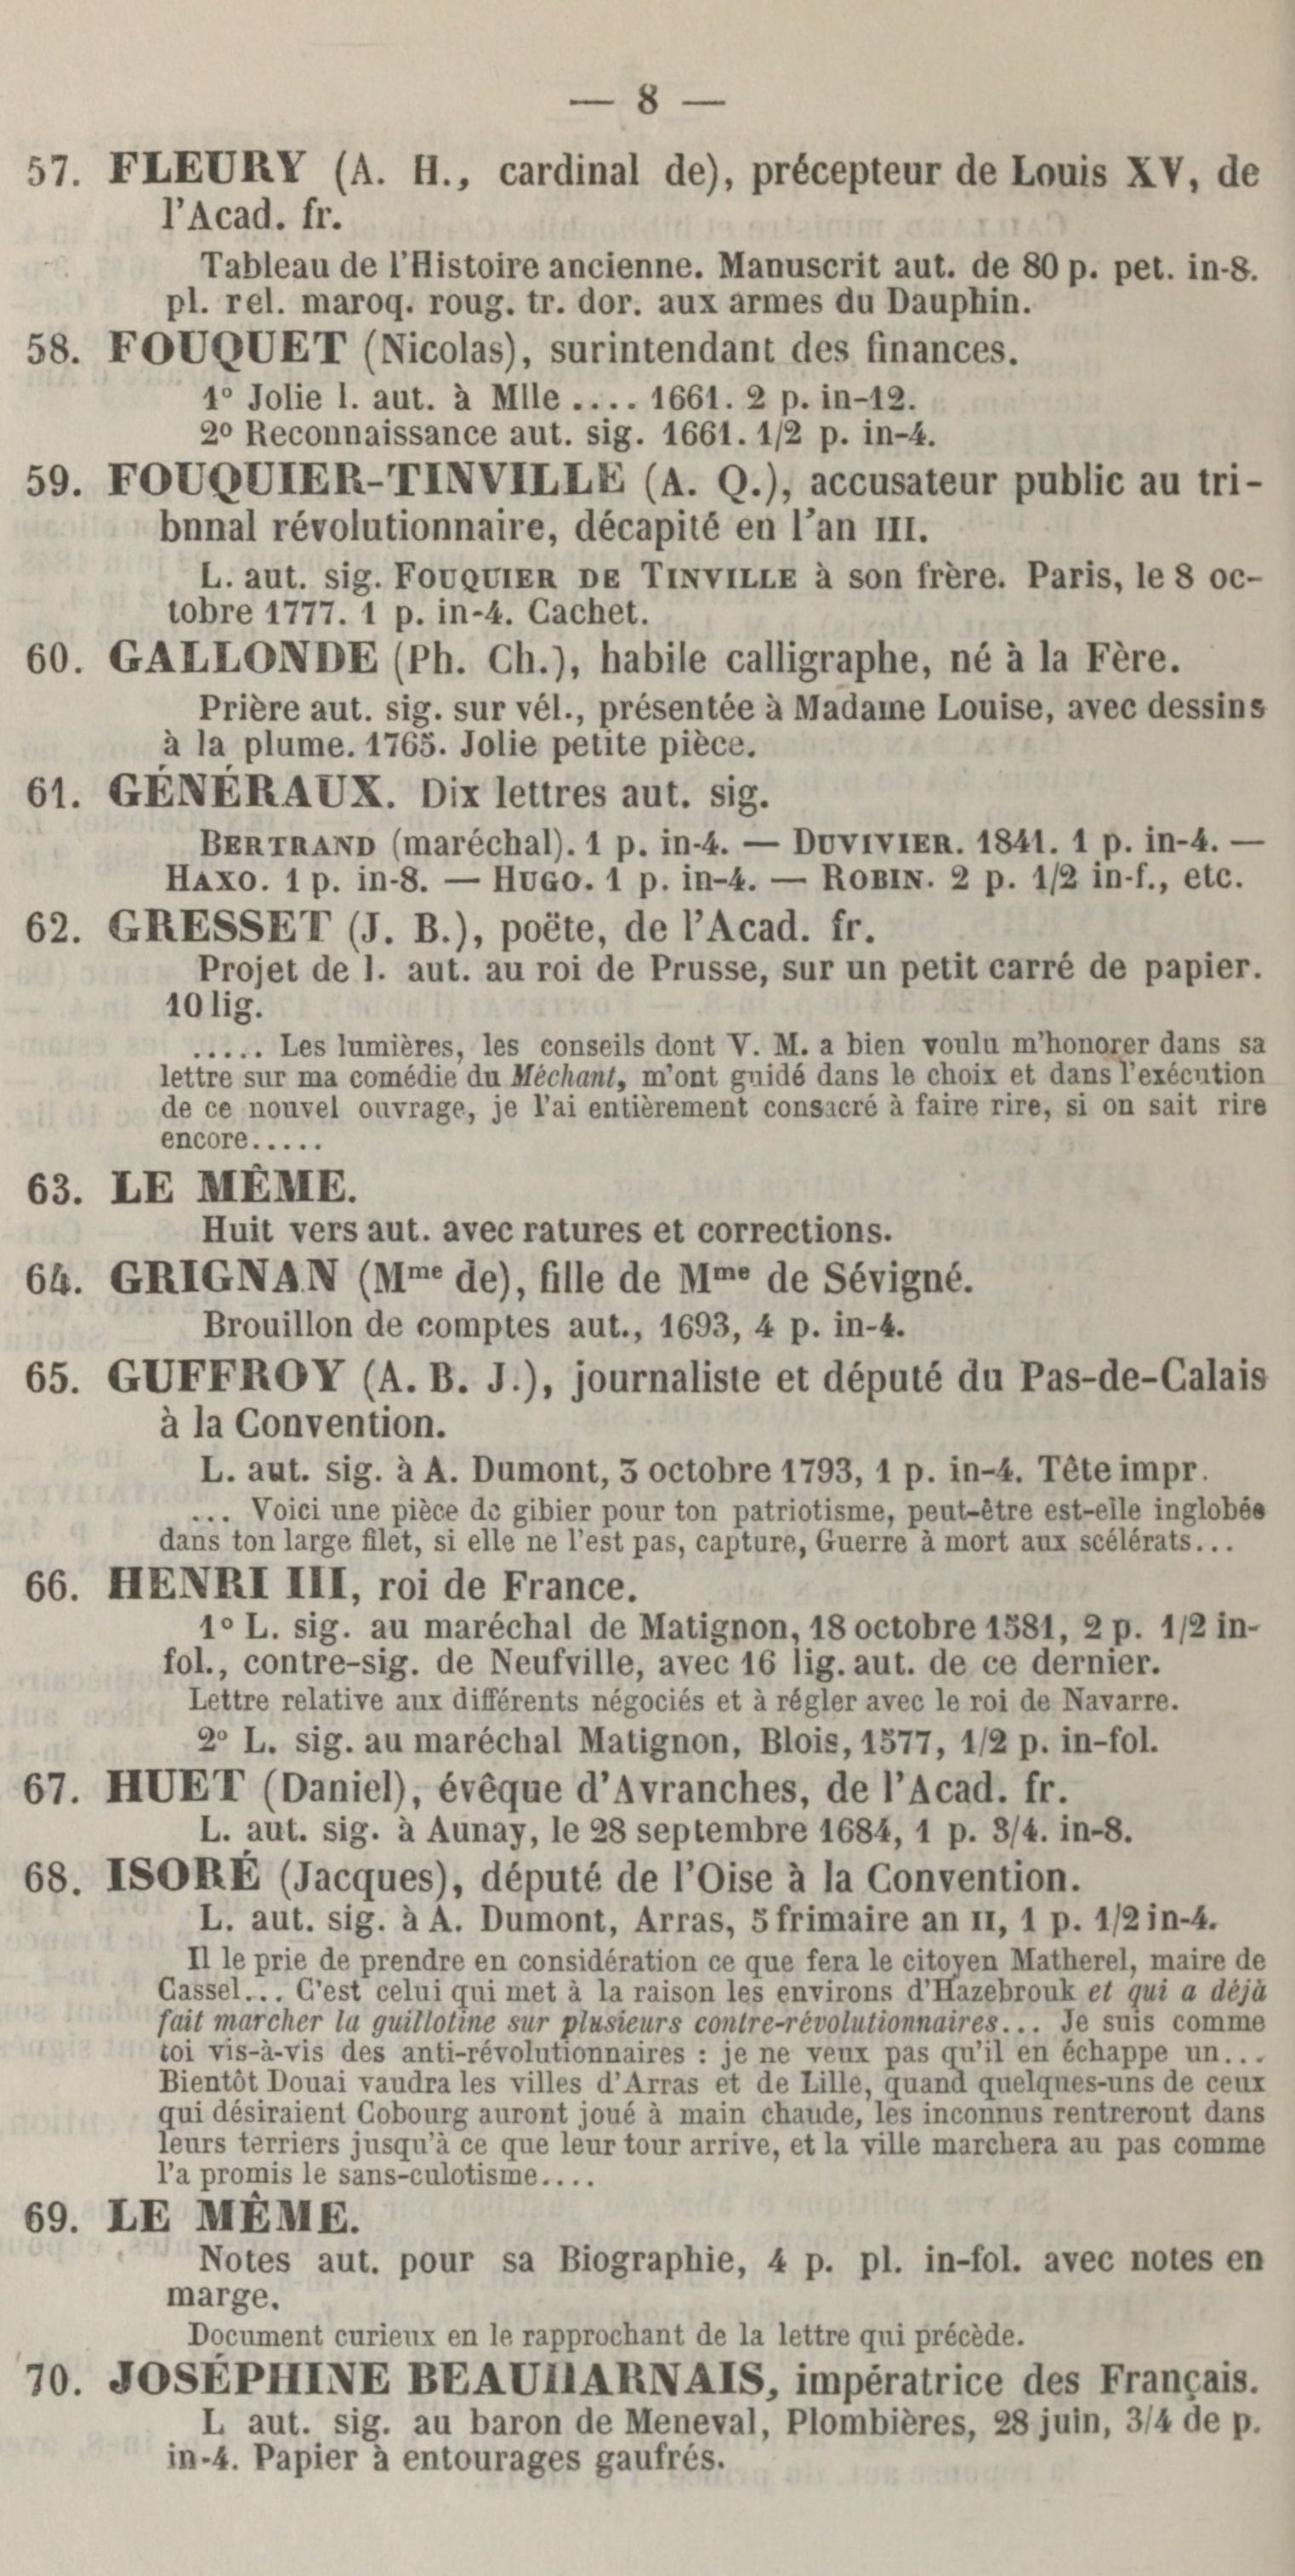 — 8 —
57. FLEURY (A. H., cardinal de), précepteur de Louis XV, de
l'Acad. fr.
Tableau de l'Histoire ancienne. Manuscrit aut. de 80 p. pet. in-8.
pl. rel. maroq. roug. tr. dor. aux armes du Dauphin.
58. FOUQUET (Nicolas), surintendant des finances.
1º Jolie l. aut. à Mlle .... 1661. 2 p. in-12.
2º Reconnaissance aut. sig. 1661. 1/2 p. in-4.
59. FOUQUIER-TINVILLE (A. Q.), accusateur public au tri-
bnnal révolutionnaire, décapité en l'an III.
L. aut. sig. FOUQUIER DE TINVILLE à son frère. Paris, le 8 oc-
tobre 1777. 1 p. in-4. Cachet.
60. GALLONDE (Ph. Ch.), habile calligraphe, né à la Fère.
Prière aut. sig. sur vél., présentée à Madame Louise, avec dessins
à la plume. 1765. Jolie petite pièce.
61. GÉNÉRAUX. Dix lettres aut. sig.
BERTRAND (maréchal). 1 p. in-4. — DUVIVIER. 1841. 1 p. in-4. —
HAXO. 1 p. in-8. — HUGO. 1 p. in-4. — ROBIN. 2 p. 1/2 in-f., etc.
62. GRESSET (J. B.), poëte, de l'Acad. fr.
Projet de l. aut. au roi de Prusse, sur un petit carré de papier.
10 lig.
..... Les lumières, les conseils dont V. M. a bien voulu m'honorer dans sa
lettre sur ma comédie du Méchant, m'ont guidé dans le choix et dans l'exécution
de ce nouvel ouvrage, je l'ai entièrement consacré à faire rire, si on sait rire
encore.....
63. LE MÊME.
Huit vers aut. avec ratures et corrections.
64. GRIGNAN (Mme de), fille de Mme de Sévigné.
Brouillon de comptes aut., 1693, 4 p. in-4.
65. GUFFROY (A. B. J.), journaliste et député du Pas-de-Calais
à la Convention.
L. aut. sig. à A. Dumont, 3 octobre 1793, 1 p. in-4. Tête impr.
... Voici une pièce de gibier pour ton patriotisme, peut-être est-elle inglobée
dans ton large filet, si elle ne l'est pas, capture, Guerre à mort aux scélérats...
66. HENRI III, roi de France.
1º L. sig. au maréchal de Matignon, 18 octobre 1581, 2 p. 1/2 in-
fol., contre-sig. de Neufville, avec 16 lig. aut. de ce dernier.
Lettre relative aux différents négociés et à régler avec le roi de Navarre.
2º L. sig. au maréchal Matignon, Blois, 1577, 1/2 p. in-fol.
67. HUET (Daniel), évêque d'Avranches, de l'Acad. fr.
L. aut. sig. à Aunay, le 28 septembre 1684, 1 p. 3/4. in-8.
68. ISORÉ (Jacques), député de l'Oise à la Convention.
L. aut. sig. à A. Dumont, Arras, 5 frimaire an II, 1 p. 1/2 in-4.
Il le prie de prendre en considération ce que fera le citoyen Matherel, maire de
Cassel... C'est celui qui met à la raison les environs d'Hazebrouk et qui a déjà
fait marcher la guillotine sur plusieurs contre-révolutionnaires... Je suis comme
toi vis-à-vis des anti-révolutionnaires : je ne veux pas qu'il en échappe un...
Bientôt Douai vaudra les villes d'Arras et de Lille, quand quelques-uns de ceux
qui désiraient Cobourg auront joué à main chaude, les inconnus rentreront dans
leurs terriers jusqu'à ce que leur tour arrive, et la ville marchera au pas comme
l'a promis le sans-culotisme....
69. LE MÊME.
Notes aut. pour sa Biographie, 4 p. pl. in-fol. avec notes en
marge.
Document curieux en le rapprochant de la lettre qui précède.
70. JOSÉPHINE BEAUHARNAIS, impératrice des Français.
L aut. sig. au baron de Meneval, Plombières, 28 juin, 3/4 de p.
in-4. Papier à entourages gaufrés.